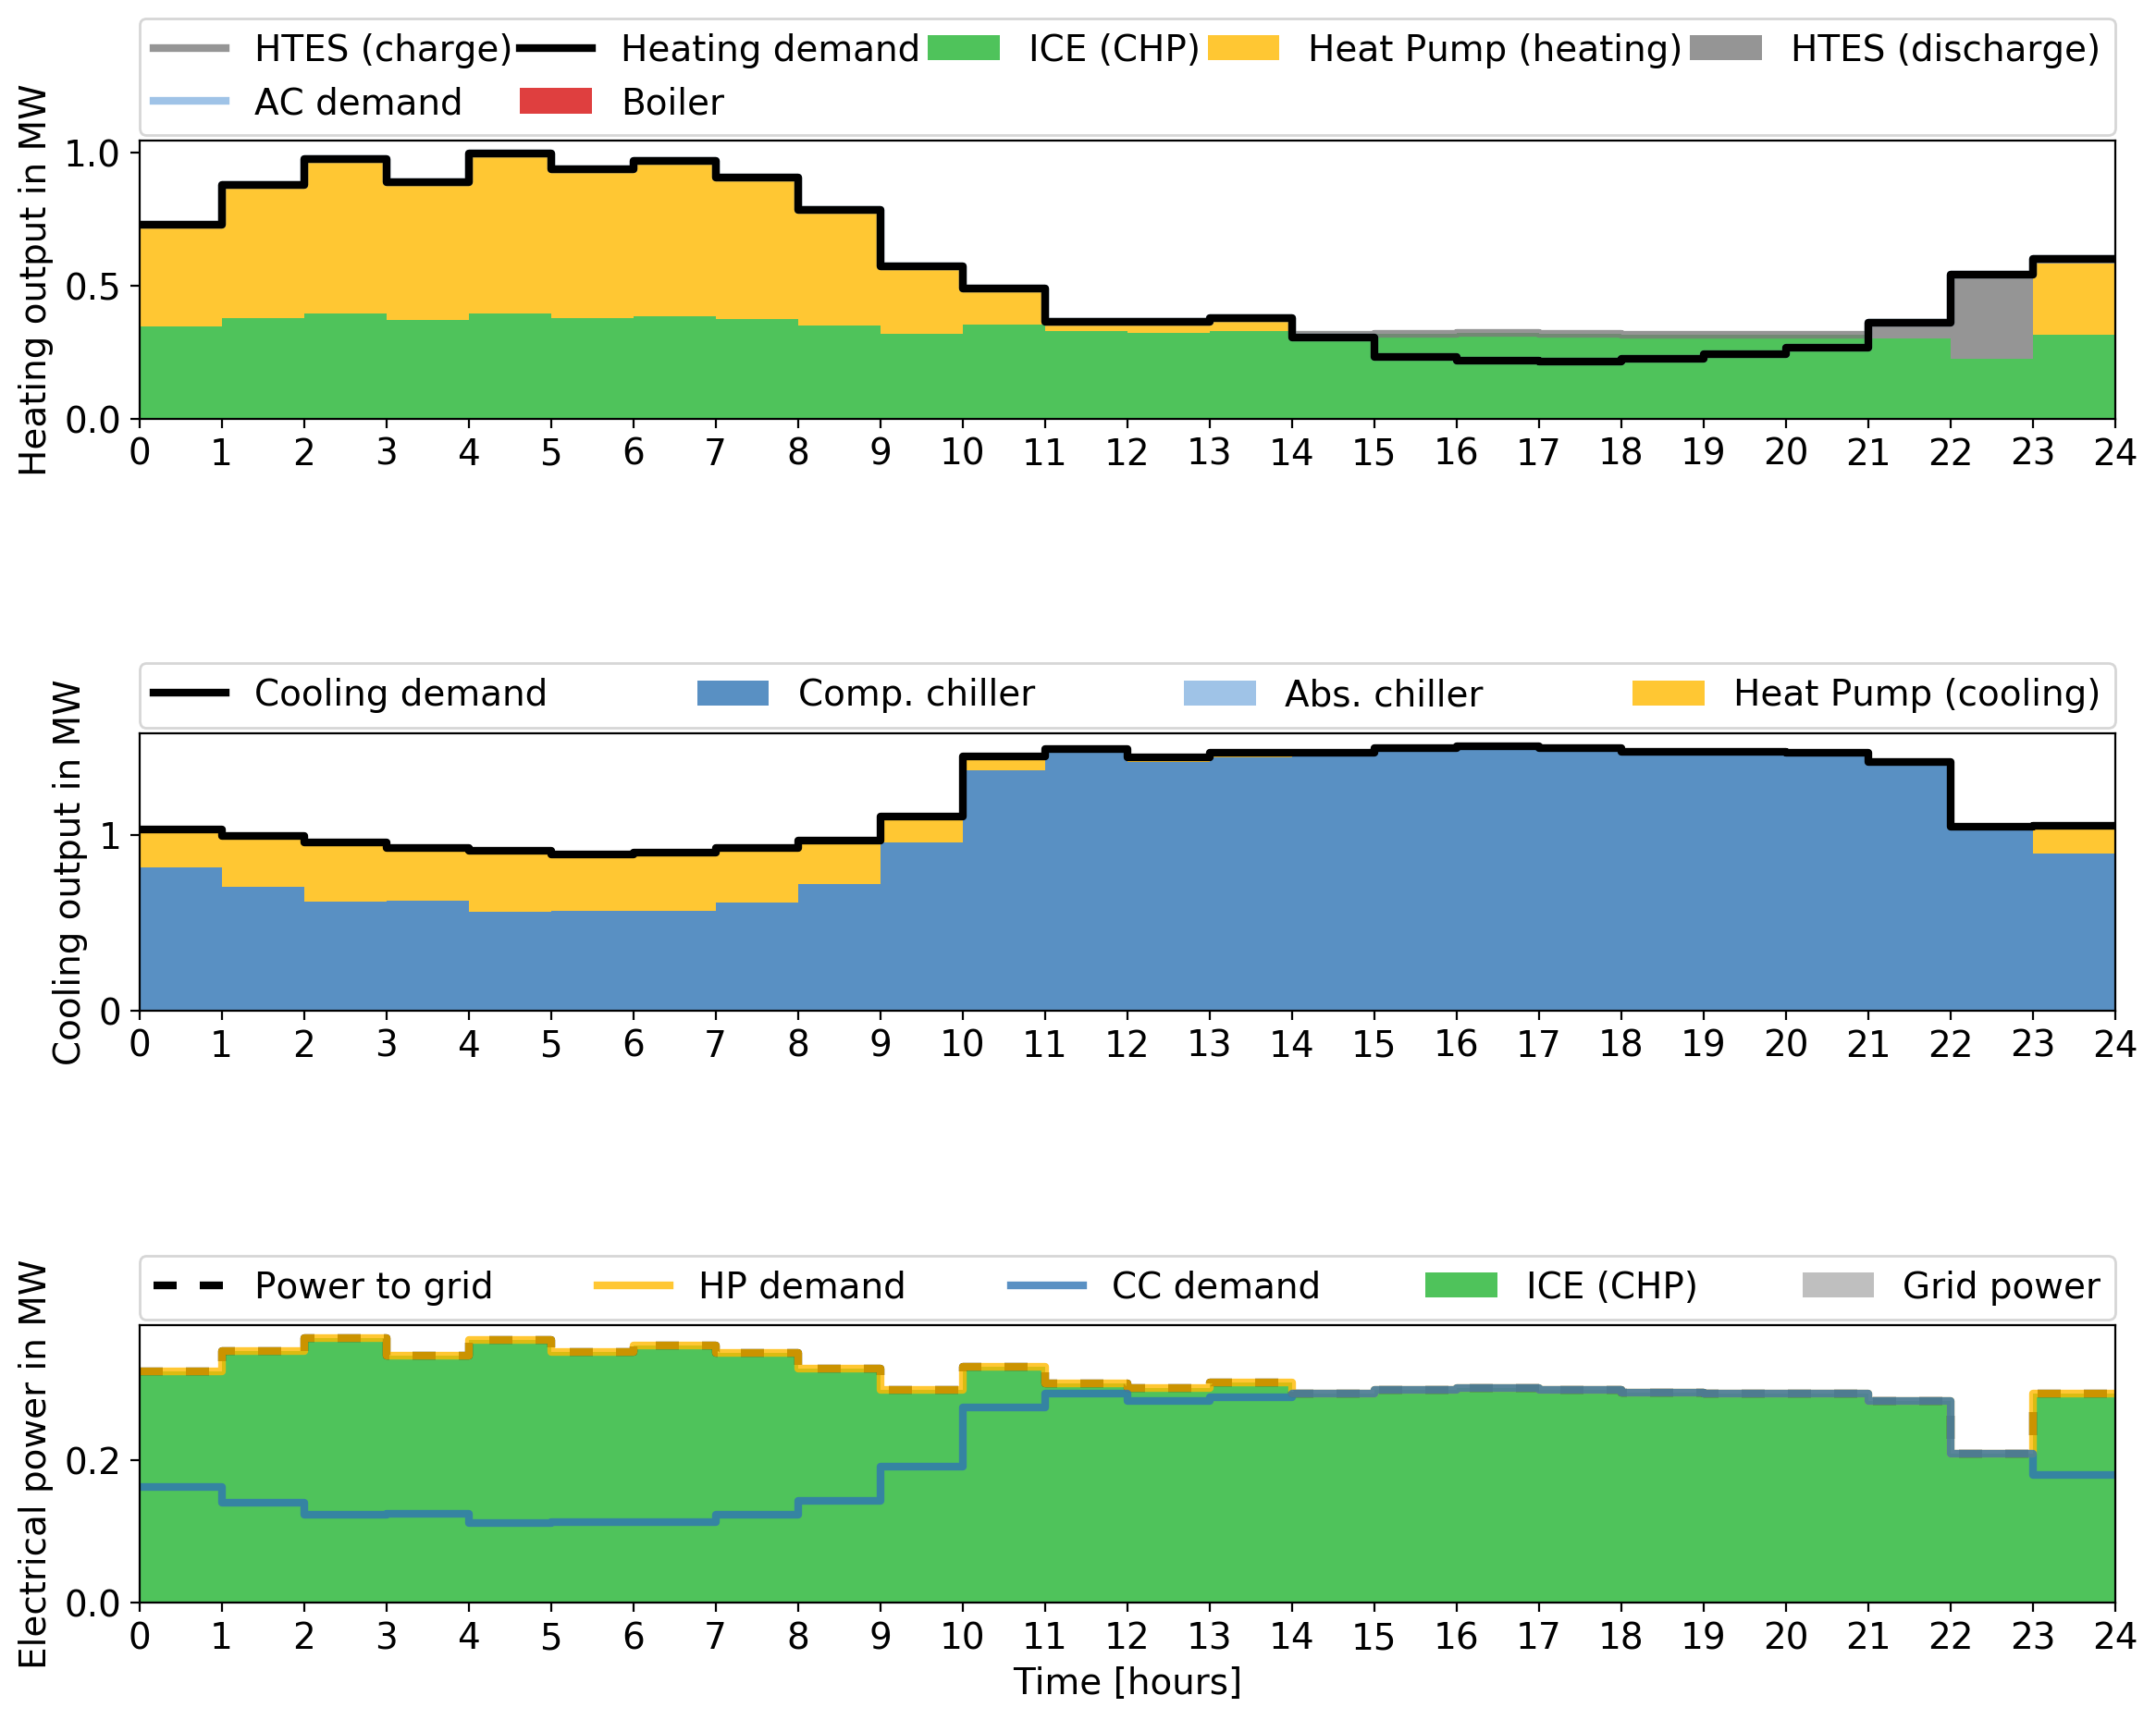 HTES (charge) Heating demand ICE (CHP) Heat Pump (heating) HTES (discharge)
AC demand Boiler
Heating output in MW
1.0
0.5
0.0
0 1 2 3 4 5 6 7 8 9 10 11 12 13 14 15 16 17 18 19 20 21 22 23 24
Cooling demand Comp. chiller Abs. chiller Heat Pump (cooling)
Cooling output in MW
1
0
0 1 2 3 4 5 6 7 8 9 10 11 12 13 14 15 16 17 18 19 20 21 22 23 24
Power to grid HP demand CC demand ICE (CHP) Grid power
Electrical power in MW
0.2
0.0
0 1 2 3 4 5 6 7 8 9 10 11 12 13 14 15 16 17 18 19 20 21 22 23 24
Time [hours]